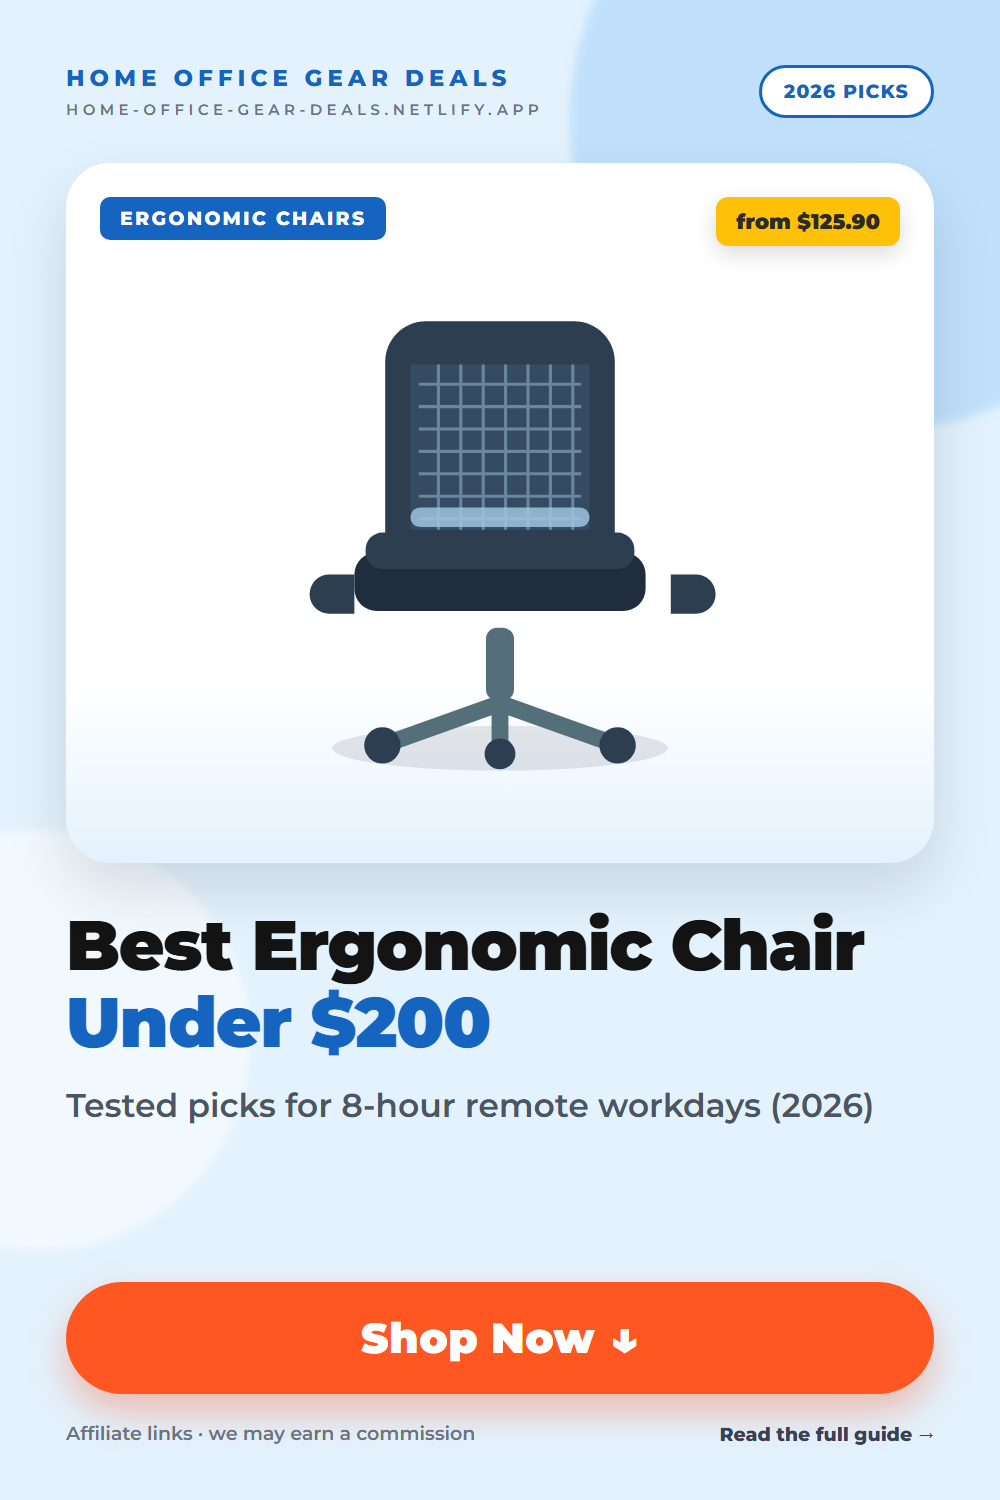 HOME OFFICE GEAR DEALS
HOME-OFFICE-GEAR-DEALS.NETLIFY.APP
2026 PICKS
ERGONOMIC CHAIRS
from $125.90
Best Ergonomic Chair
Under $200
Tested picks for 8-hour remote workdays (2026)
Shop Now ↓
Affiliate links · we may earn a commission
Read the full guide →